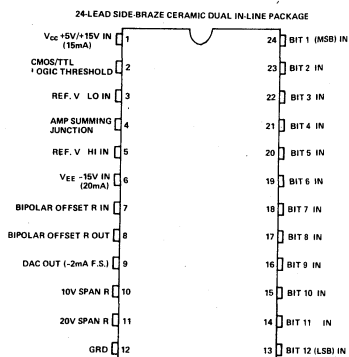 24-LEAD SIDE-BRAZE CERAMIC DUAL IN-LINE PACKAGE
VCC +5V/+15V IN 1
(15mA)
CMOS/TTL
LOGIC THRESHOLD 2
REF. V LO IN 3
AMP SUMMING
JUNCTION 4
REF. V HI IN 5
VEE -15V IN 6
(20mA)
BIPOLAR OFFSET R IN 7
BIPOLAR OFFSET R OUT 8
DAC OUT (-2mA F.S.) 9
10V SPAN R 10
20V SPAN R 11
GRD 12
24 BIT 1 (MSB) IN
23 BIT 2 IN
22 BIT 3 IN
21 BIT 4 IN
20 BIT 5 IN
19 BIT 6 IN
18 BIT 7 IN
17 BIT 8 IN
16 BIT 9 IN
15 BIT 10 IN
14 BIT 11 IN
13 BIT 12 (LSB) IN